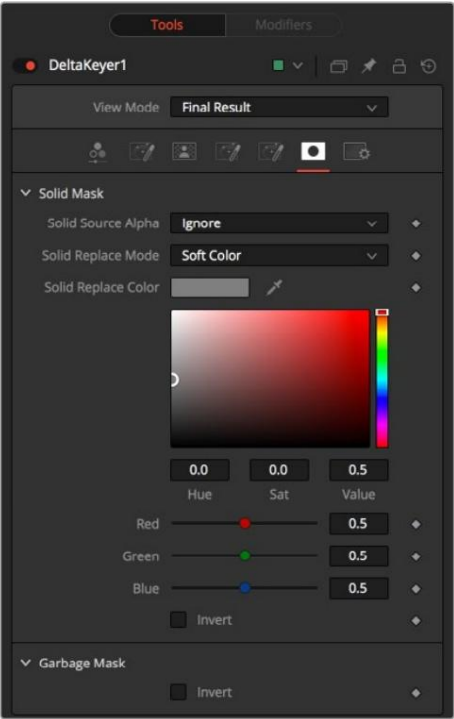 Tools Modifiers
DeltaKeyer1
View Mode Final Result
Solid Mask
Solid Source Alpha Ignore
Solid Replace Mode Soft Color
Solid Replace Color
0.0 0.0 0.5
Hue Sat Value
Red 0.5
Green 0.5
Blue 0.5
Invert
Garbage Mask
Invert